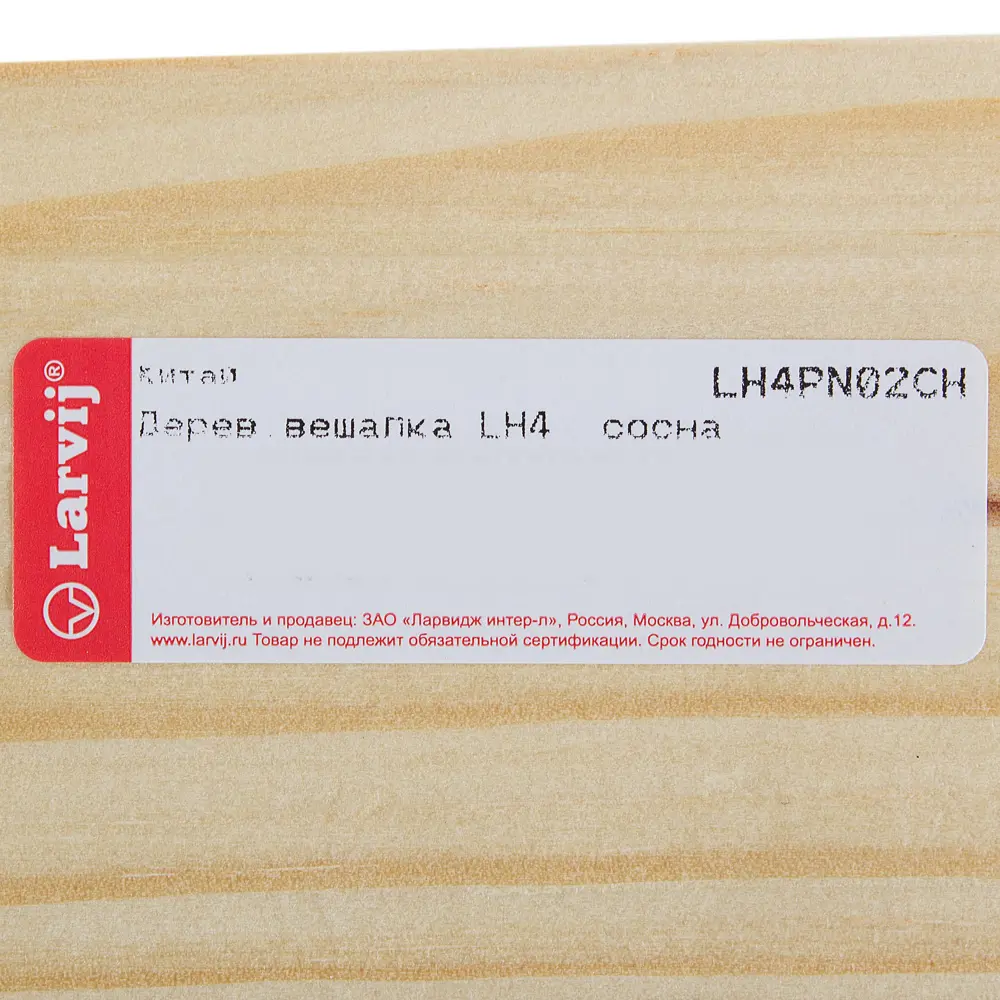 Larvij®
Китай
LH4PN02CH
Дерев.вешалка LH4 сосна
Изготовитель и продавец: ЗАО «Ларвидж интер-л», Россия, Москва, ул. Добровольческая, д.12.
www.larvij.ru Товар не подлежит обязательной сертификации. Срок годности не ограничен.